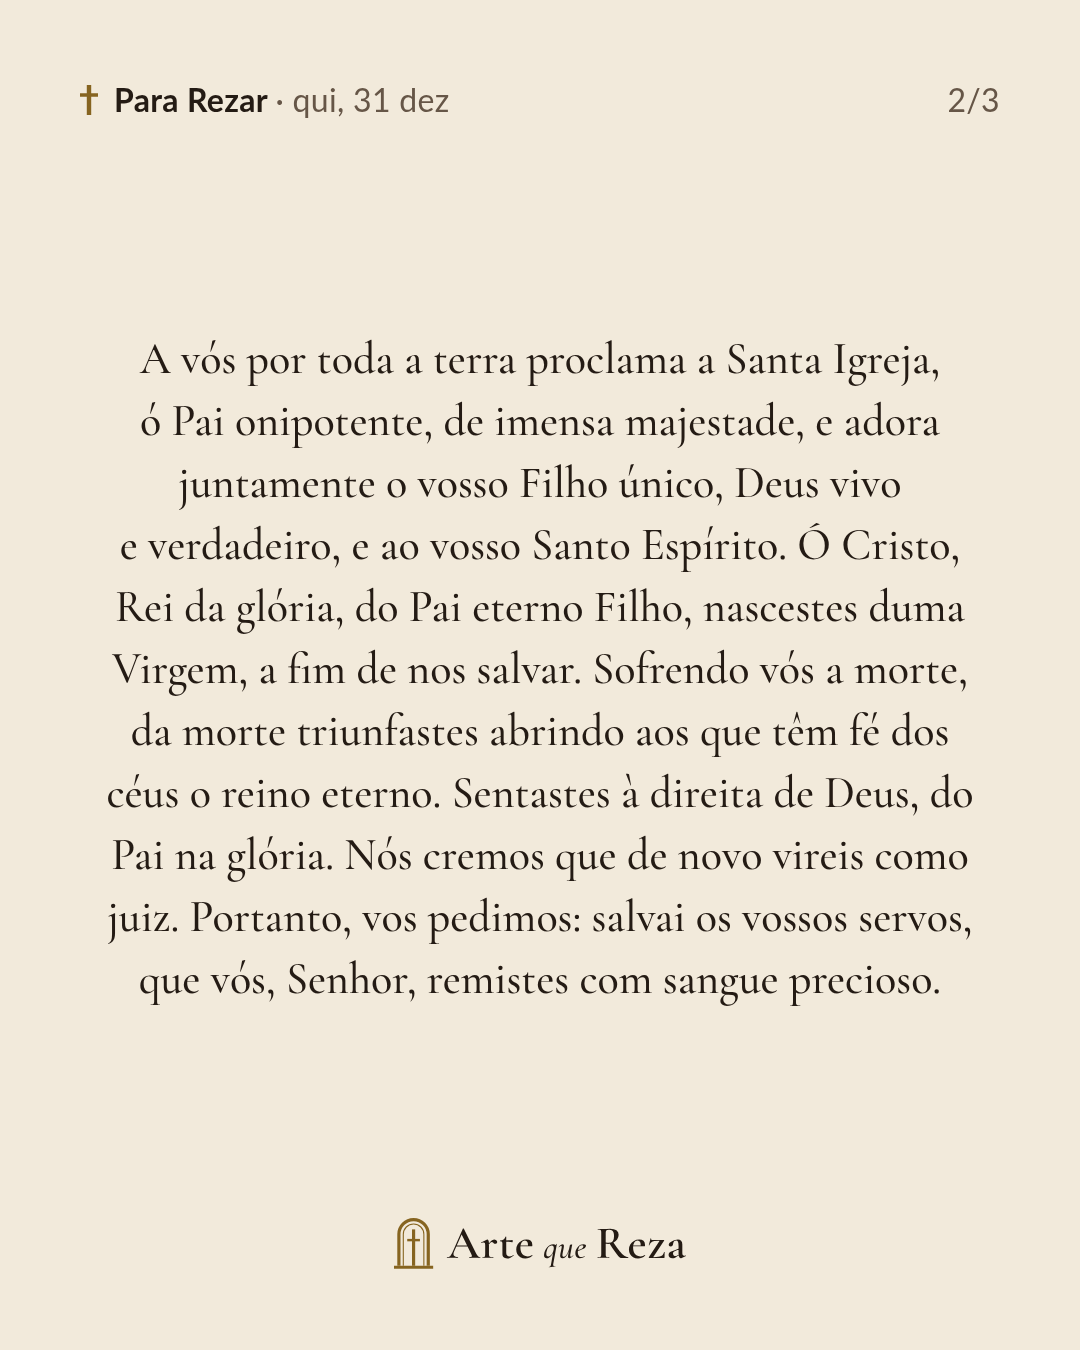 Para Rezar · qui, 31 dez
2/3
A vós por toda a terra proclama a Santa Igreja,
ó Pai onipotente, de imensa majestade, e adora
juntamente o vosso Filho único, Deus vivo
e verdadeiro, e ao vosso Santo Espírito. Ó Cristo,
Rei da glória, do Pai eterno Filho, nascestes duma
Virgem, a fim de nos salvar. Sofrendo vós a morte,
da morte triunfastes abrindo aos que têm fé dos
céus o reino eterno. Sentastes à direita de Deus, do
Pai na glória. Nós cremos que de novo vireis como
juiz. Portanto, vos pedimos: salvai os vossos servos,
que vós, Senhor, remistes com sangue precioso.
Arte que Reza